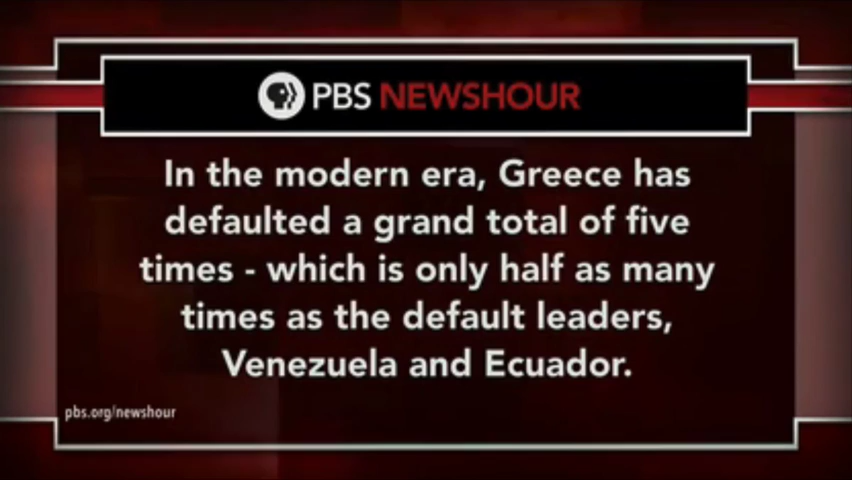 PBS NEWSHOUR
In the modern era, Greece has
defaulted a grand total of five
times - which is only half as many
times as the default leaders,
Venezuela and Ecuador.
pbs.org/newshour